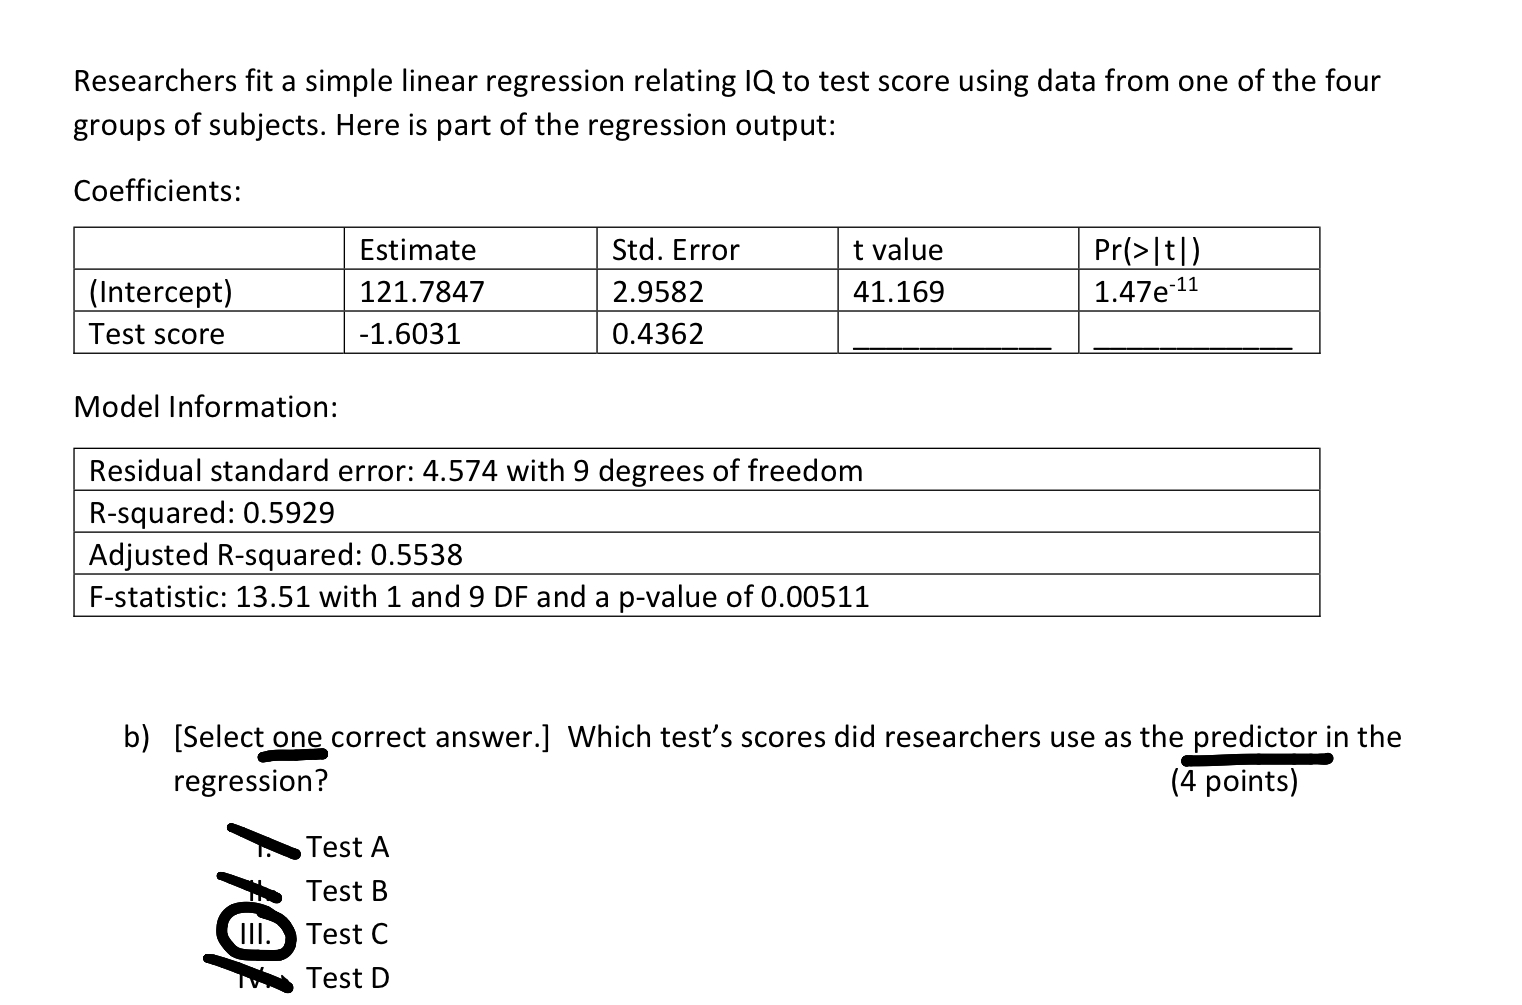 Researchers fit a simple linear regression relating IQ to test score using data from one of the four
groups of subjects. Here is part of the regression output:
Coefficients:
Estimate Std. Error t value Pr(>|t|)
(Intercept) 121.7847 2.9582 41.169 1.47e-11
Test score -1.6031 0.4362 ____________ ____________
Model Information:
Residual standard error: 4.574 with 9 degrees of freedom
R-squared: 0.5929
Adjusted R-squared: 0.5538
F-statistic: 13.51 with 1 and 9 DF and a p-value of 0.00511
b) [Select one correct answer.] Which test’s scores did researchers use as the predictor in the
regression? (4 points)
I. Test A
II. Test B
III. Test C
IV. Test D